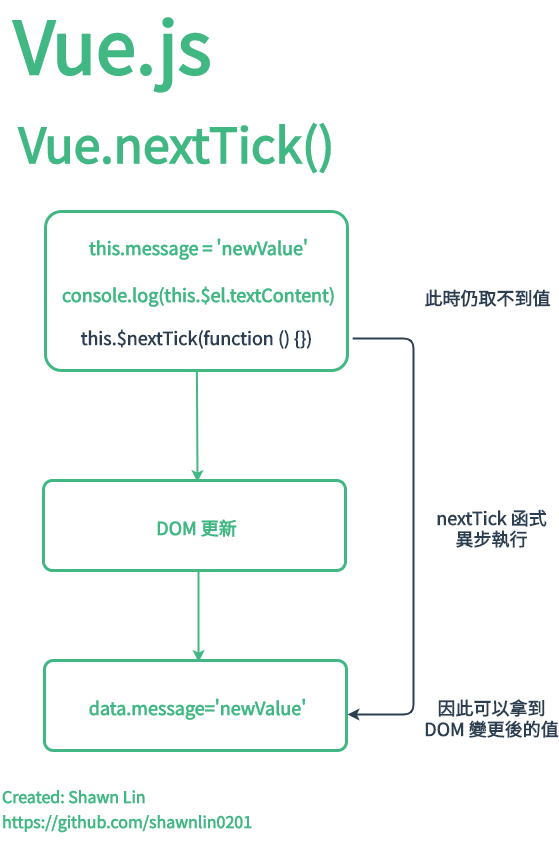 Vue.js
Vue.nextTick()
this.message = 'newValue'
console.log(this.$el.textContent)
此時仍取不到值
this.$nextTick(function () {})
nextTick 函式
異步執行
DOM 更新
data.message='newValue'
因此可以拿到
DOM 變更後的值
Created: Shawn Lin
https://github.com/shawnlin0201